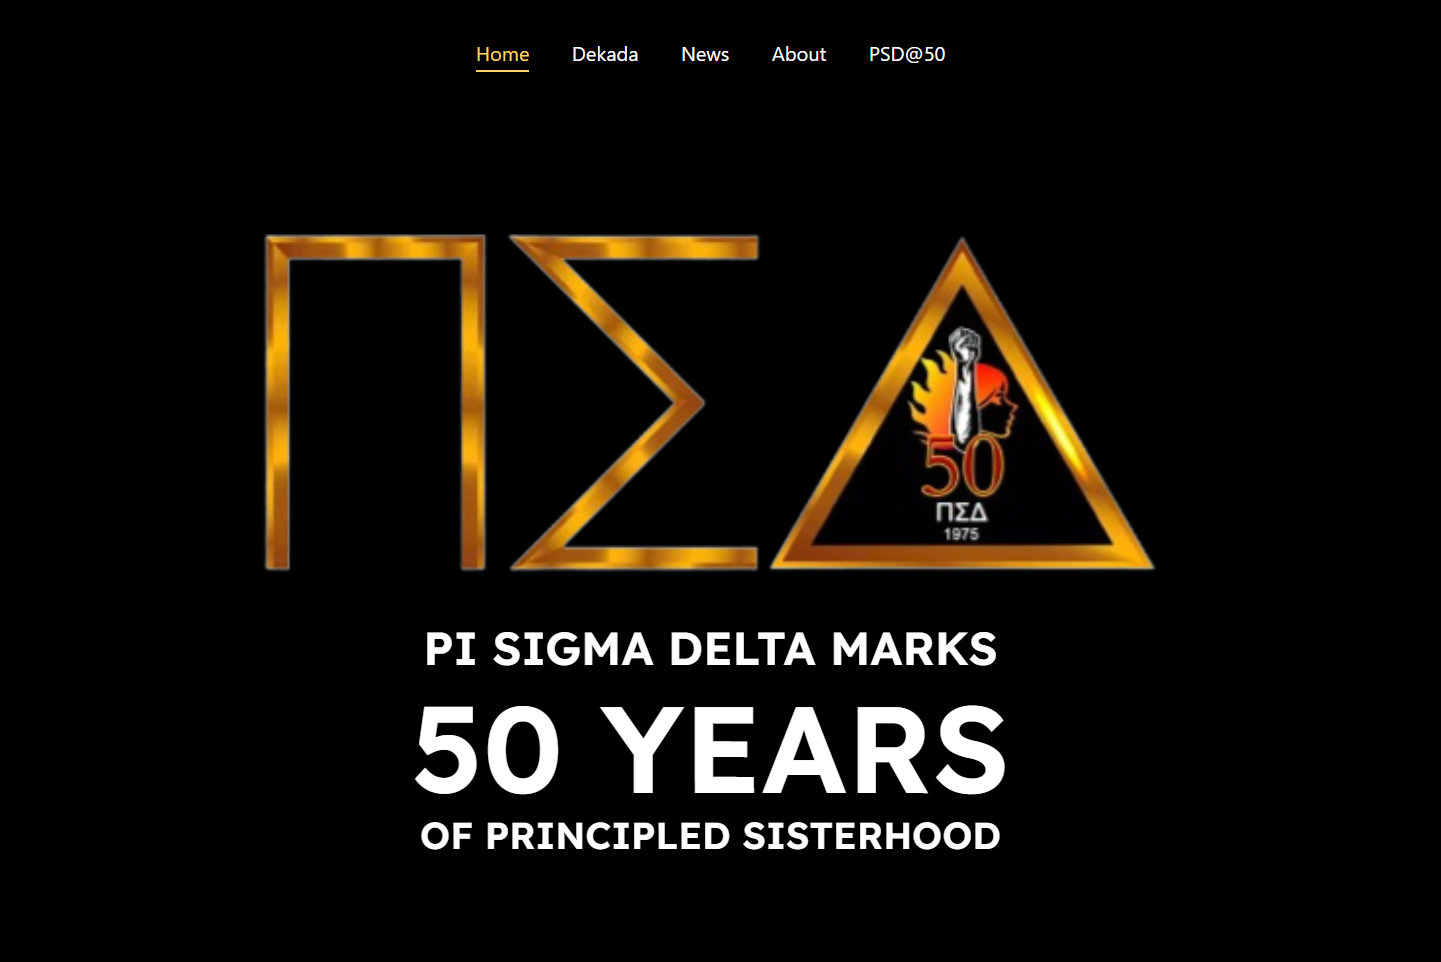 Home Dekada News About PSD@50
ΠΣΔ
50
ΠΣΔ
1975
PI SIGMA DELTA MARKS
50 YEARS
OF PRINCIPLED SISTERHOOD